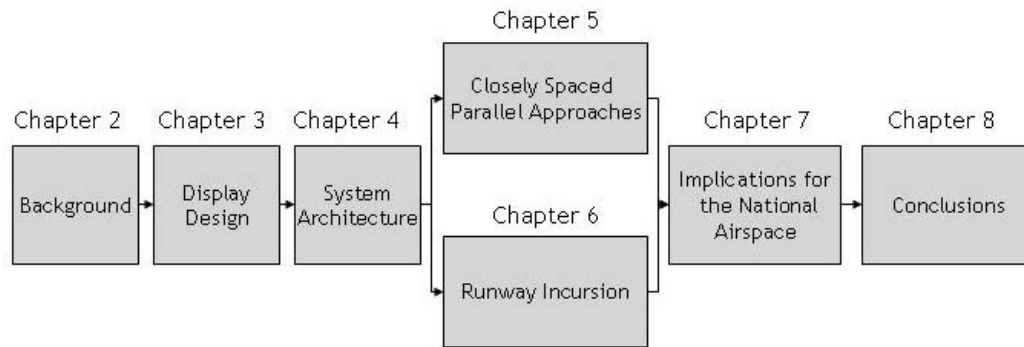 Chapter 2
Background
Chapter 3
Display
Design
Chapter 4
System
Architecture
Chapter 5
Closely Spaced
Parallel Approaches
Chapter 6
Runway Incursion
Chapter 7
Implications for
the National
Airspace
Chapter 8
Conclusions